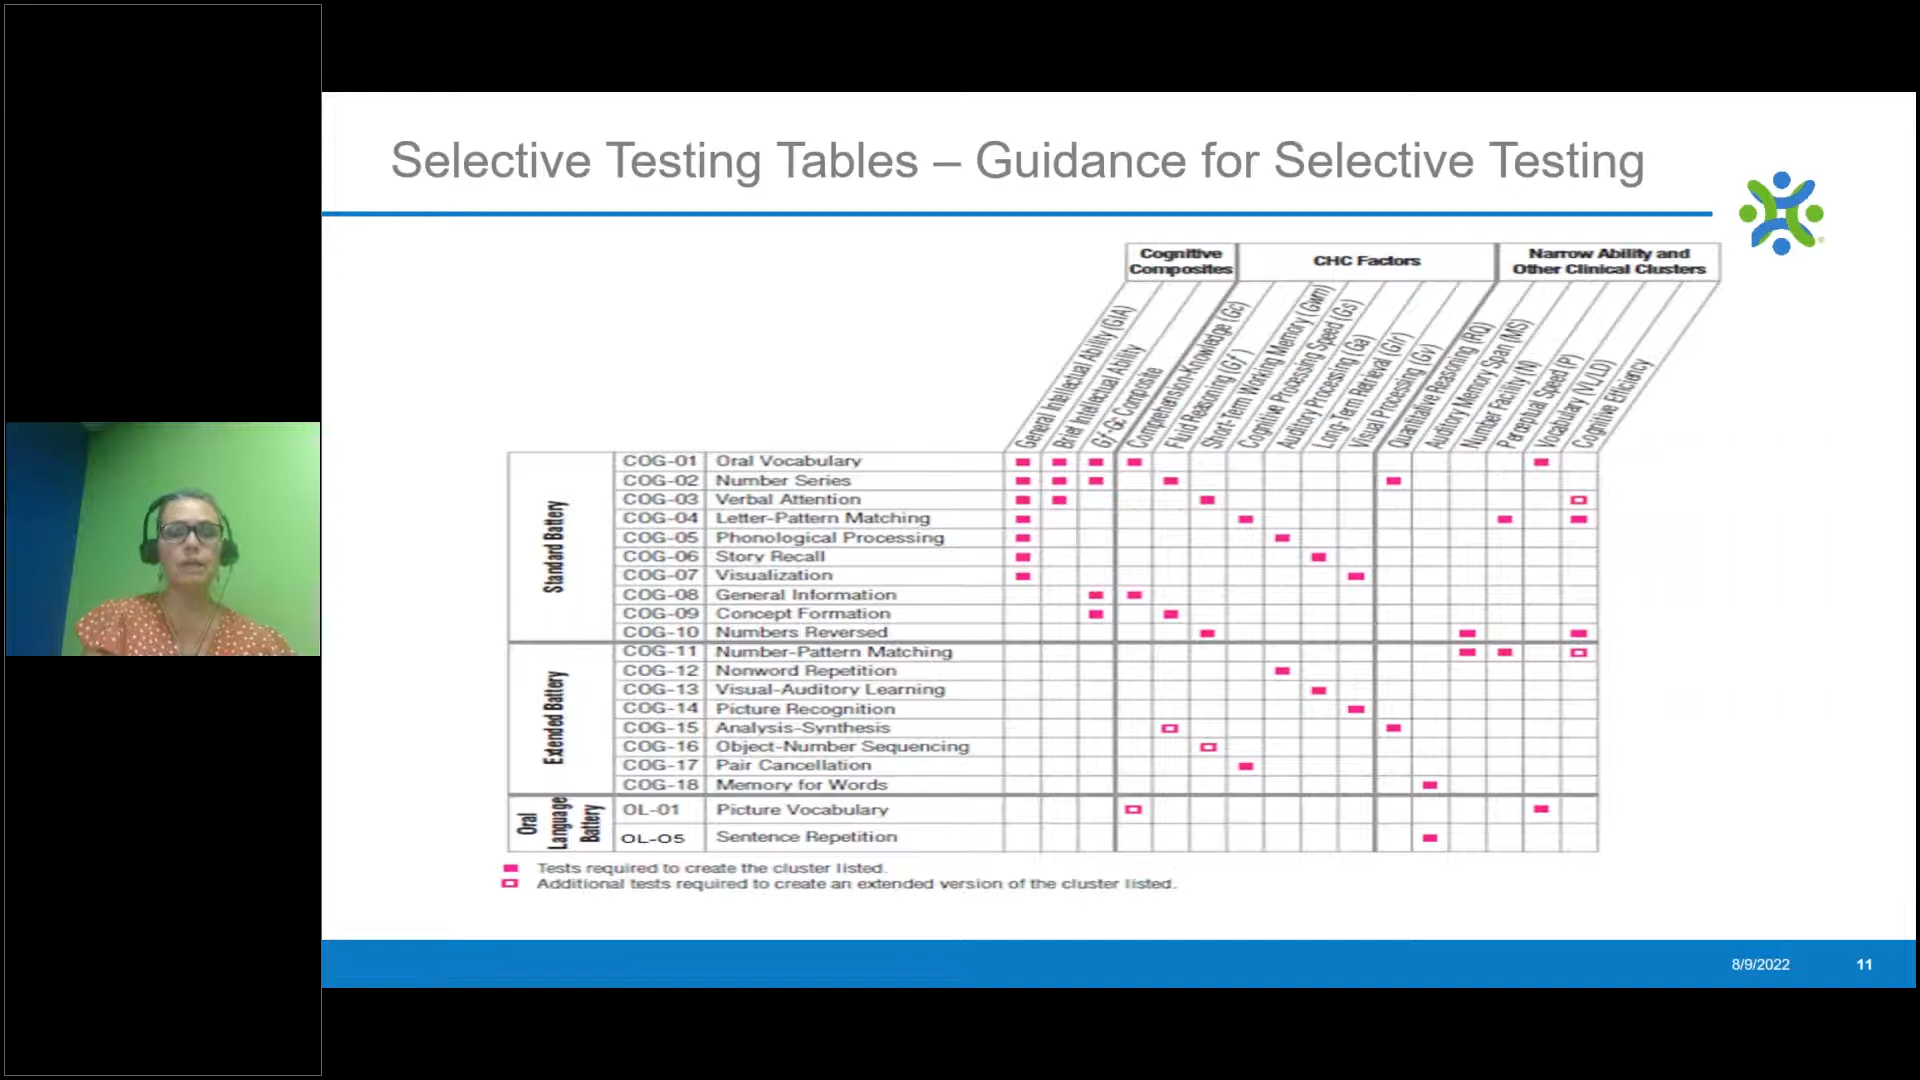 Selective Testing Tables – Guidance for Selective Testing
Cognitive Composites
CHC Factors
Narrow Ability and Other Clinical Clusters
General Intellectual Ability (GIA)
Brief Intellectual Ability
Gf-Gc Composite
Comprehension-Knowledge (Gc)
Fluid Reasoning (Gf)
Short-Term Working Memory (Gwm)
Cognitive Processing Speed (Gs)
Auditory Processing (Ga)
Long-Term Retrieval (Glr)
Visual Processing (Gv)
Quantitative Reasoning (RQ)
Auditory Memory Span (MS)
Number Facility (N)
Perceptual Speed (P)
Vocabulary (VL/LD)
Cognitive Efficiency
Standard Battery
COG-01 Oral Vocabulary
COG-02 Number Series
COG-03 Verbal Attention
COG-04 Letter-Pattern Matching
COG-05 Phonological Processing
COG-06 Story Recall
COG-07 Visualization
COG-08 General Information
COG-09 Concept Formation
COG-10 Numbers Reversed
Extended Battery
COG-11 Number-Pattern Matching
COG-12 Nonword Repetition
COG-13 Visual-Auditory Learning
COG-14 Picture Recognition
COG-15 Analysis-Synthesis
COG-16 Object-Number Sequencing
COG-17 Pair Cancellation
COG-18 Memory for Words
Oral Language Battery
OL-01 Picture Vocabulary
OL-05 Sentence Repetition
Tests required to create the cluster listed.
Additional tests required to create an extended version of the cluster listed.
8/9/2022 11